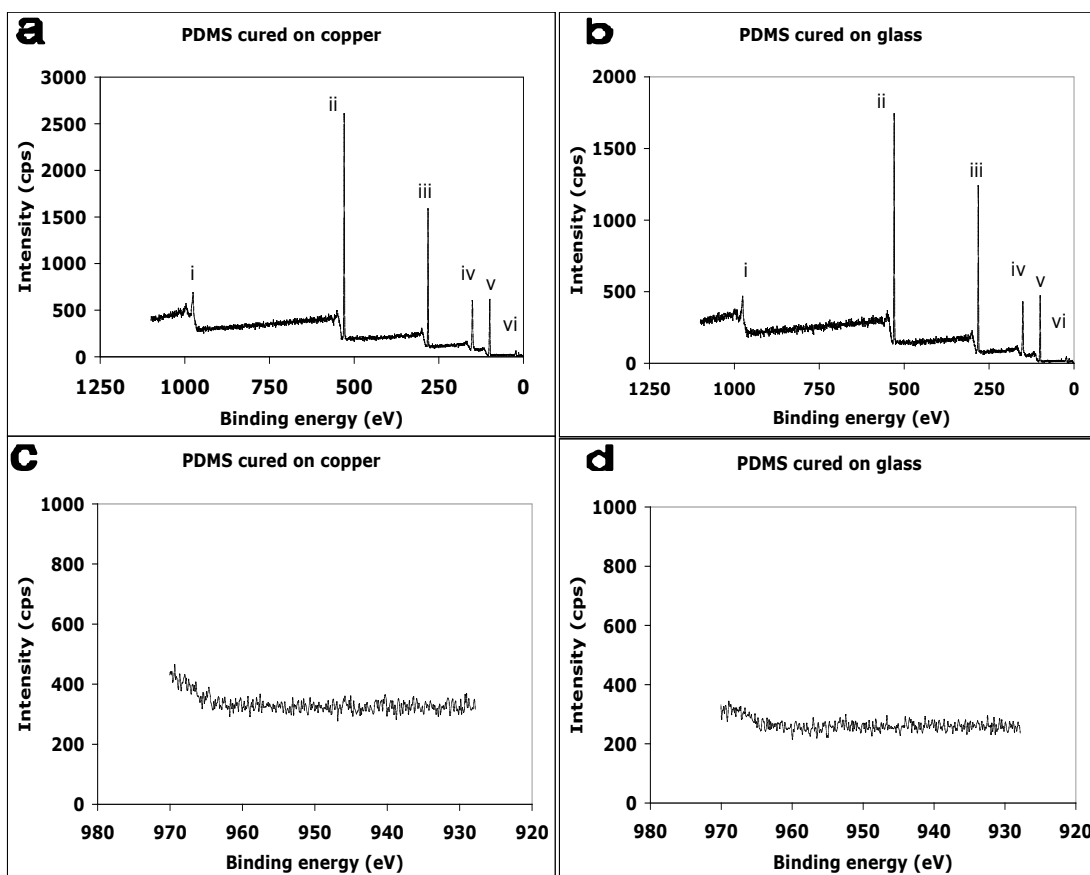 a
PDMS cured on copper
Intensity (cps)
3000
2500
2000
1500
1000
500
0
i
ii
iii
iv
v
vi
1250 1000 750 500 250 0
Binding energy (eV)
b
PDMS cured on glass
Intensity (cps)
2000
1500
1000
500
0
i
ii
iii
iv
v
vi
1250 1000 750 500 250 0
Binding energy (eV)
c
PDMS cured on copper
Intensity (cps)
1000
800
600
400
200
0
980 970 960 950 940 930 920
Binding energy (eV)
d
PDMS cured on glass
Intensity (cps)
1000
800
600
400
200
0
980 970 960 950 940 930 920
Binding energy (eV)